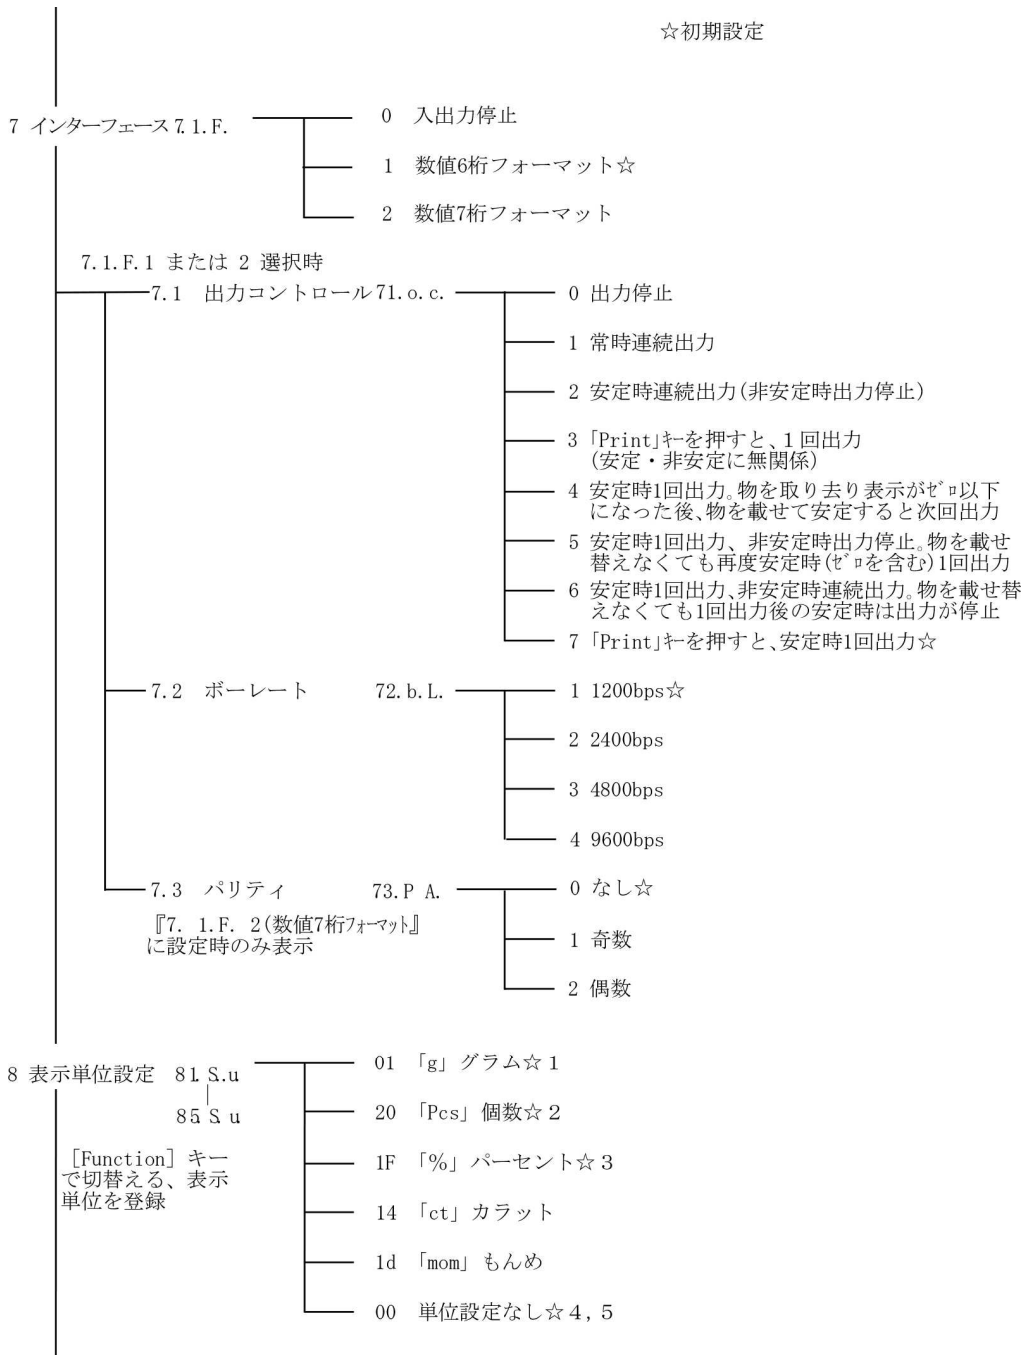 ☆初期設定
7 インターフェース 7.1.F.
0 入出力停止
1 数値6桁フォーマット☆
2 数値7桁フォーマット
7.1.F.1 または 2 選択時
7.1 出力コントロール 71.o.c.
0 出力停止
1 常時連続出力
2 安定時連続出力(非安定時出力停止)
3 「Print」キーを押すと、1回出力
(安定・非安定に無関係)
4 安定時1回出力。物を取り去り表示がゼロ以下
になった後、物を載せて安定すると次回出力
5 安定時1回出力、非安定時出力停止。物を載せ
替えなくても再度安定時(ゼロを含む)1回出力
6 安定時1回出力、非安定時連続出力。物を載せ替
えなくても1回出力後の安定時は出力が停止
7 「Print」キーを押すと、安定時1回出力☆
7.2 ボーレート 72.b.L.
1 1200bps☆
2 2400bps
3 4800bps
4 9600bps
7.3 パリティ 73.P A.
『7. 1.F. 2(数値7桁フォーマット』
に設定時のみ表示
0 なし☆
1 奇数
2 偶数
8 表示単位設定 81.S.u
85.S.u
[Function] キー
で切替える、表示
単位を登録
01 「g」グラム☆1
20 「Pcs」個数☆2
1F 「%」パーセント☆3
14 「ct」カラット
1d 「mom」もんめ
00 単位設定なし☆4, 5